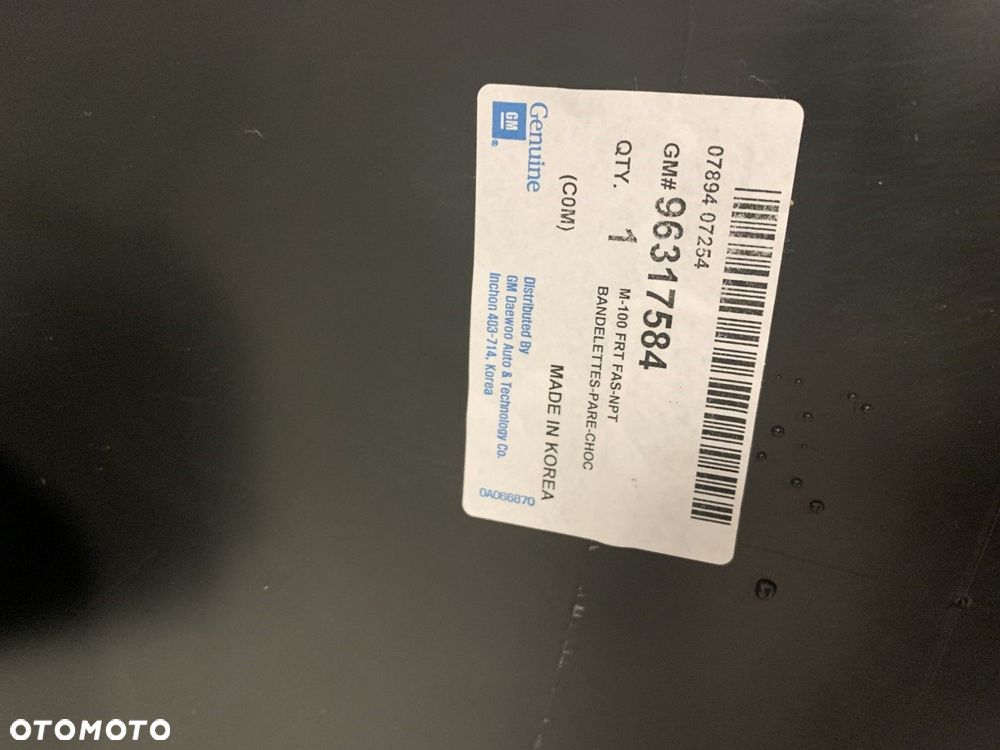 07894 07254
GM# 96317584
QTY. 1
M-100 FRT FAS-NPT
BANDELETTES-PARE-CHOC
(COM)
MADE IN KOREA
Genuine
GM®
Distributed By
GM Daewoo Auto & Technology Co.
Inchon 403-714, Korea
0A066870
OTOMOTO